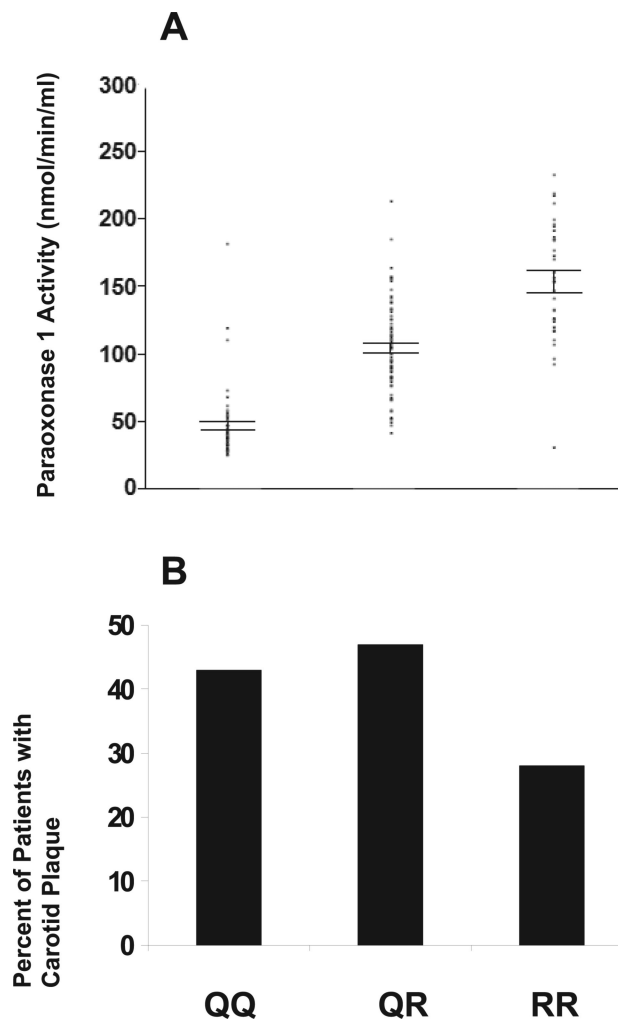 A
Paraoxonase 1 Activity (nmol/min/ml)
300
250
200
150
100
50
0
B
Percent of Patients with
Carotid Plaque
50
40
30
20
10
0
QQ QR RR